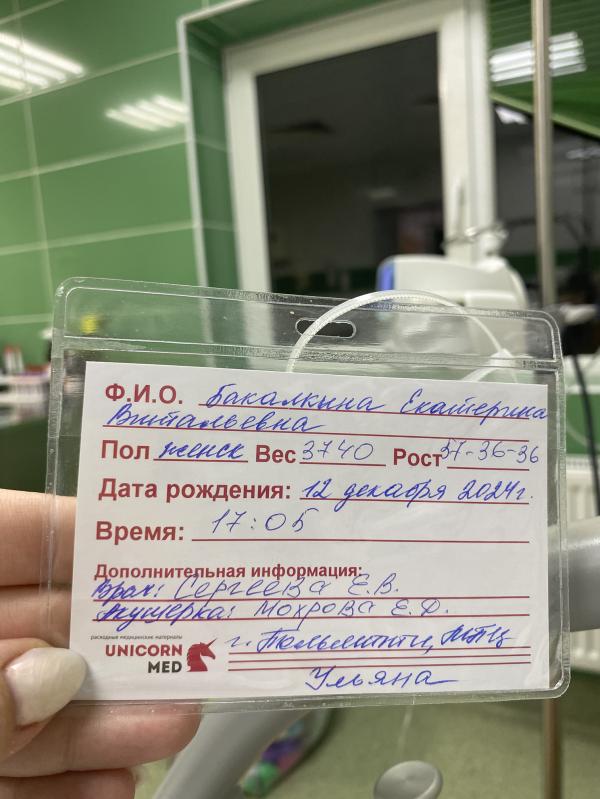 Ф.И.О. Бакалкина Екатерина
Витальевна
Пол женск Вес 3740 Рост 57-36-36
Дата рождения: 12 декабря 2024г.
Время: 17:05
Дополнительная информация:
Врач: Сергеева Е.В.
Акушерка: Мохрова Е.Д.
расходные медицинские материалы
UNICORN
MED
г. Тольятти,
Ульяна